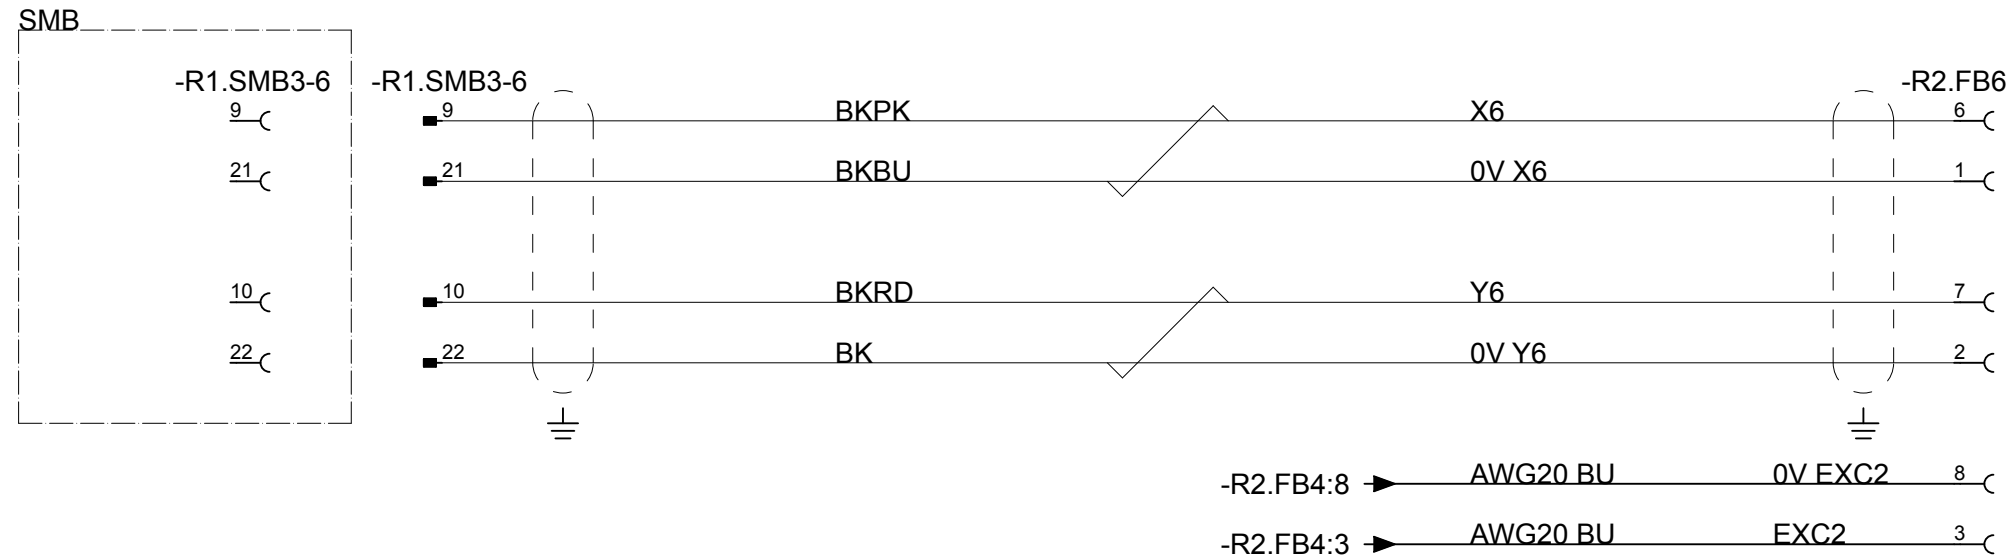 SMB
-R1.SMB3-6 -R1.SMB3-6 -R2.FB6
9 9 BKPK X6 6
21 21 BKBU 0V X6 1
10 10 BKRD Y6 7
22 22 BK 0V Y6 2
-R2.FB4:8 AWG20 BU 0V EXC2 8
-R2.FB4:3 AWG20 BU EXC2 3